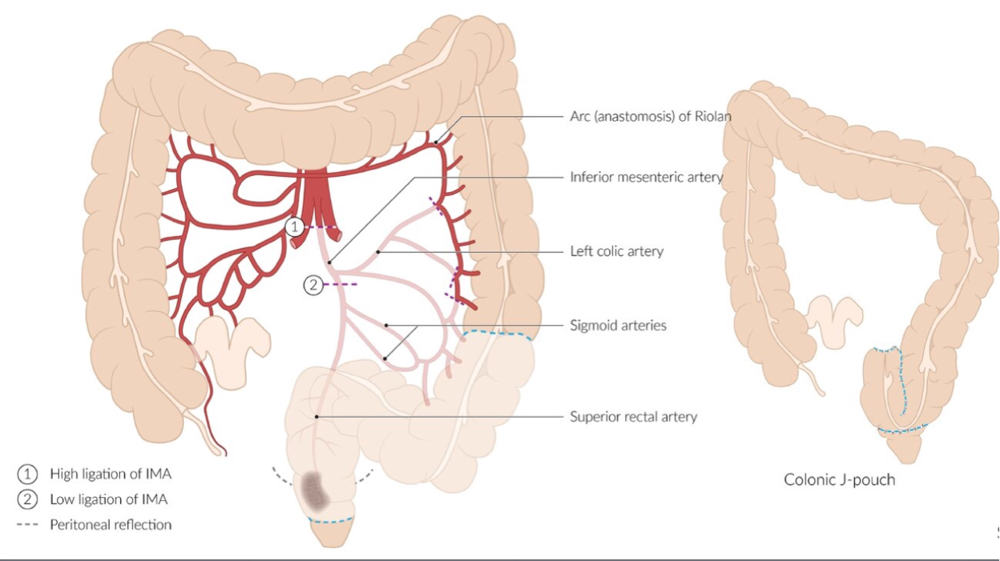 Arc (anastomosis) of Riolan
Inferior mesenteric artery
1
Left colic artery
2
Sigmoid arteries
Superior rectal artery
1 High ligation of IMA
2 Low ligation of IMA
Peritoneal reflection
Colonic J-pouch